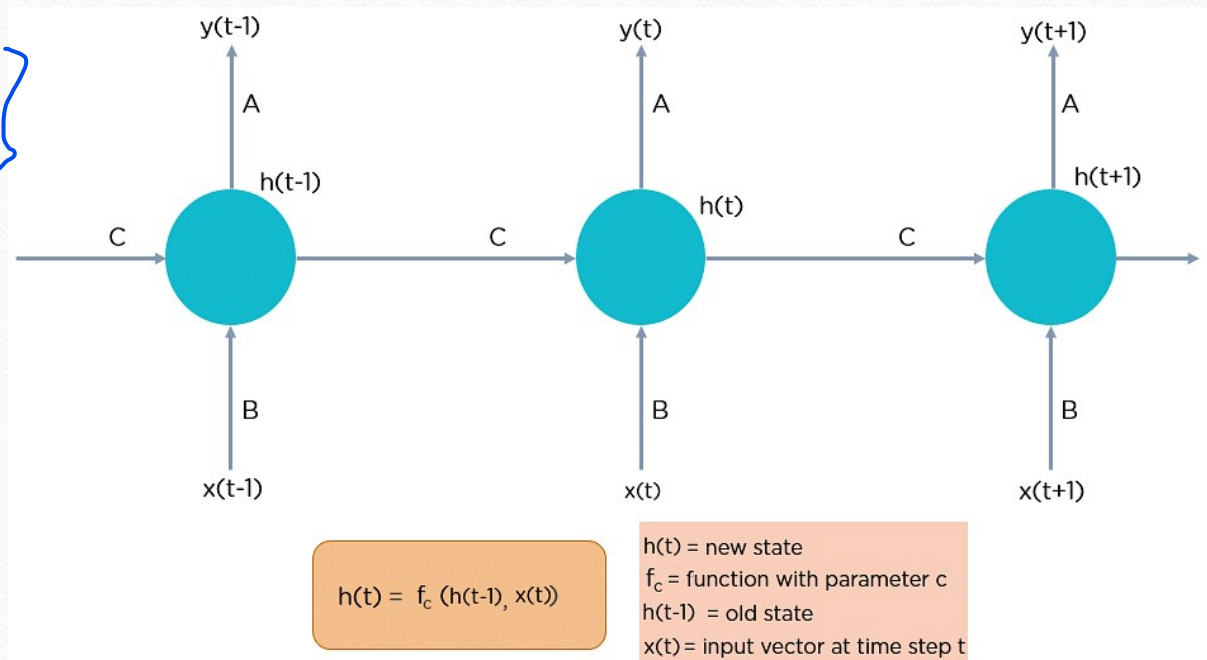 y(t-1) y(t) y(t+1)
A A A
h(t-1) h(t) h(t+1)
C C C
B B B
x(t-1) x(t) x(t+1)
h(t) = fc (h(t-1), x(t))
h(t) = new state
fc = function with parameter c
h(t-1) = old state
x(t) = input vector at time step t